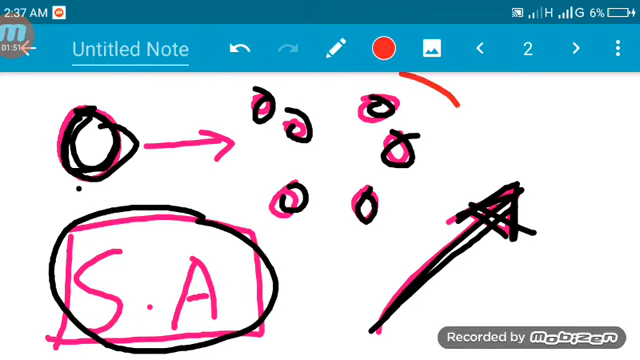 2:37 AM H G 6%
01:51 Untitled Note 2
S.A
Recorded by mobizen